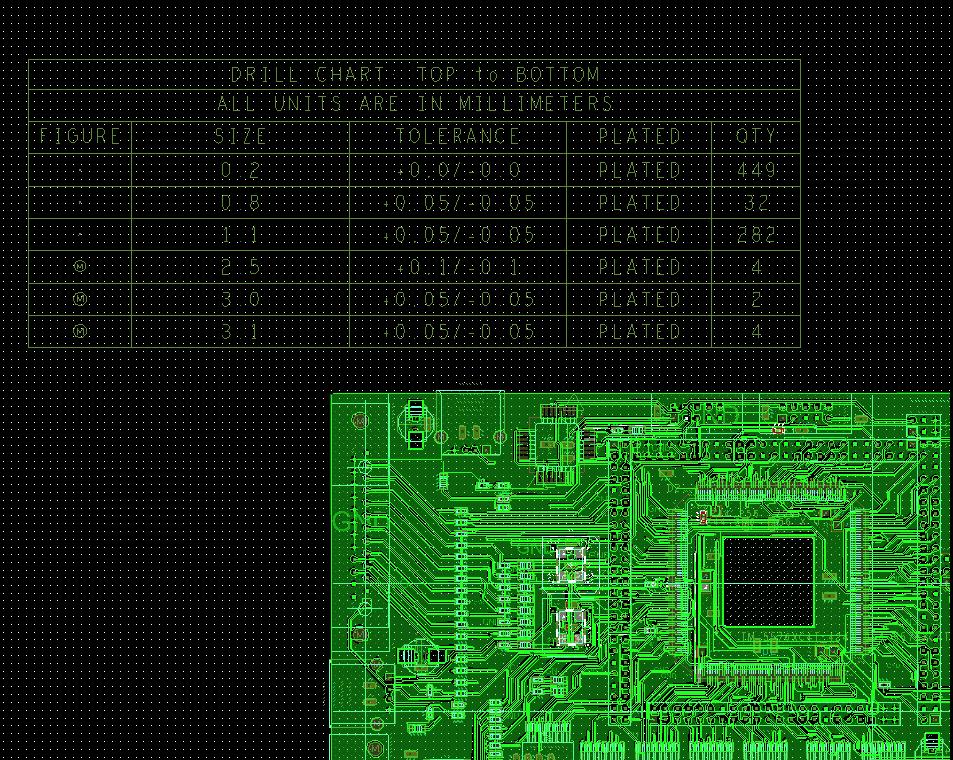 DRILL CHART: TOP to BOTTOM
ALL UNITS ARE IN MILLIMETERS
FIGURE SIZE TOLERANCE PLATED QTY
0.2 +0.0/-0.0 PLATED 449
0.8 +0.05/-0.05 PLATED 32
1.1 +0.05/-0.05 PLATED 282
M 2.5 +0.1/-0.1 PLATED 4
M 3.0 +0.05/-0.05 PLATED 2
M 3.1 +0.05/-0.05 PLATED 4
GND